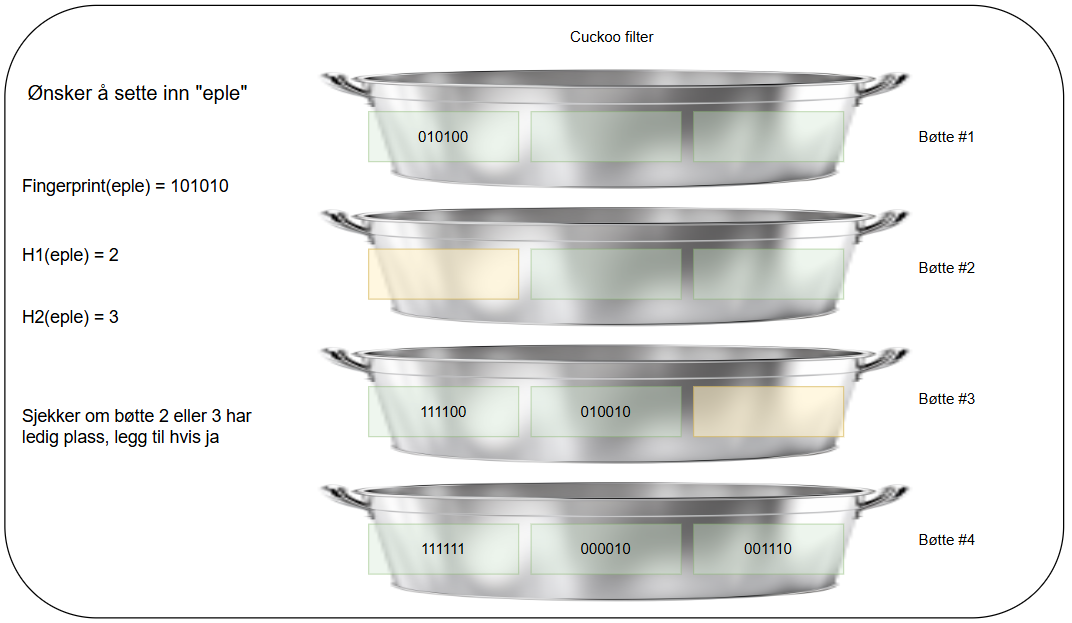 Cuckoo filter
Ønsker å sette inn "eple"
Fingerprint(eple) = 101010
H1(eple) = 2
H2(eple) = 3
Sjekker om bøtte 2 eller 3 har
ledig plass, legg til hvis ja
010100
Bøtte #1
Bøtte #2
111100 010010
Bøtte #3
111111 000010 001110
Bøtte #4